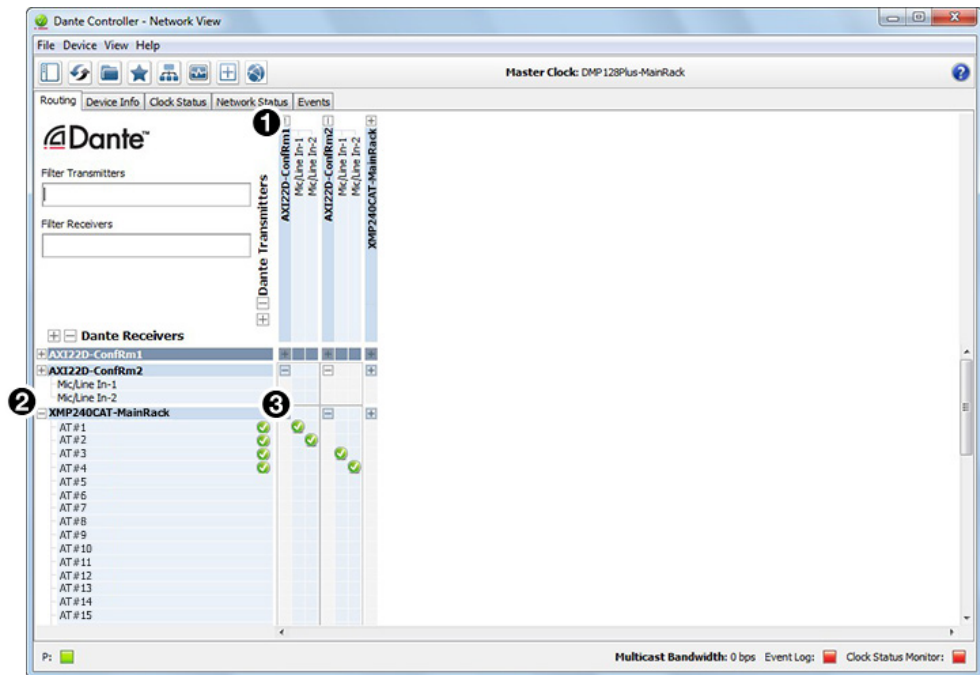 Dante Controller - Network View
File Device View Help
Master Clock: DMP128Plus-MainRack
?
Routing Device Info Clock Status Network Status Events
1
Dante™
Filter Transmitters
Filter Receivers
Dante Transmitters
AXI22D-ConfRm1
Mic/Line In-1
Mic/Line In-2
AXI22D-ConfRm2
Mic/Line In-1
Mic/Line In-2
XMP240CAT-MainRack
Dante Receivers
AXI22D-ConfRm1
AXI22D-ConfRm2
Mic/Line In-1
Mic/Line In-2
2
3
XMP240CAT-MainRack
AT#1
AT#2
AT#3
AT#4
AT#5
AT#6
AT#7
AT#8
AT#9
AT#10
AT#11
AT#12
AT#13
AT#14
AT#15
P:
Multicast Bandwidth: 0 bps Event Log: Clock Status Monitor: